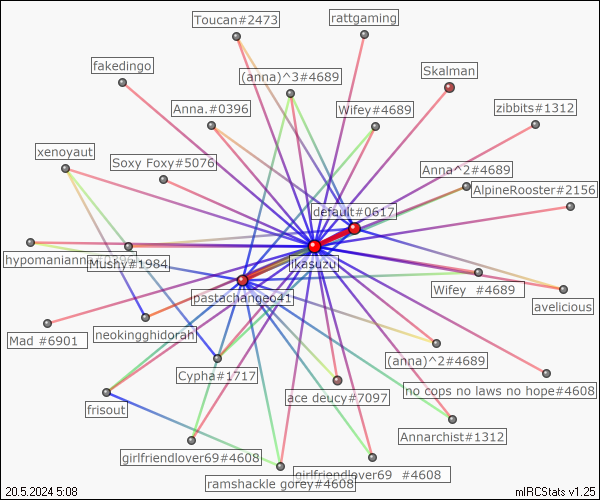 Toucan#2473
rattgaming
fakedingo
(anna)^3#4689
Skalman
Anna.#0396
Wifey#4689
zibbits#1312
xenoyaut
Soxy Foxy#5076
Anna^2#4689
AlpineRooster#2156
default#0617
hypomaniann
Mushy#1984
ikasuzu
pastachangeo41
Wifey #4689
avelicious
Mad #6901
neokingghidorah
(anna)^2#4689
Cypha#1717
ace deucy#7097
no cops no laws no hope#4608
frisout
Annarchist#1312
girlfriendlover69#4608
girlfriendlover69 #4608
ramshackle gorey#4608
20.5.2024 5:08
mIRCStats v1.25